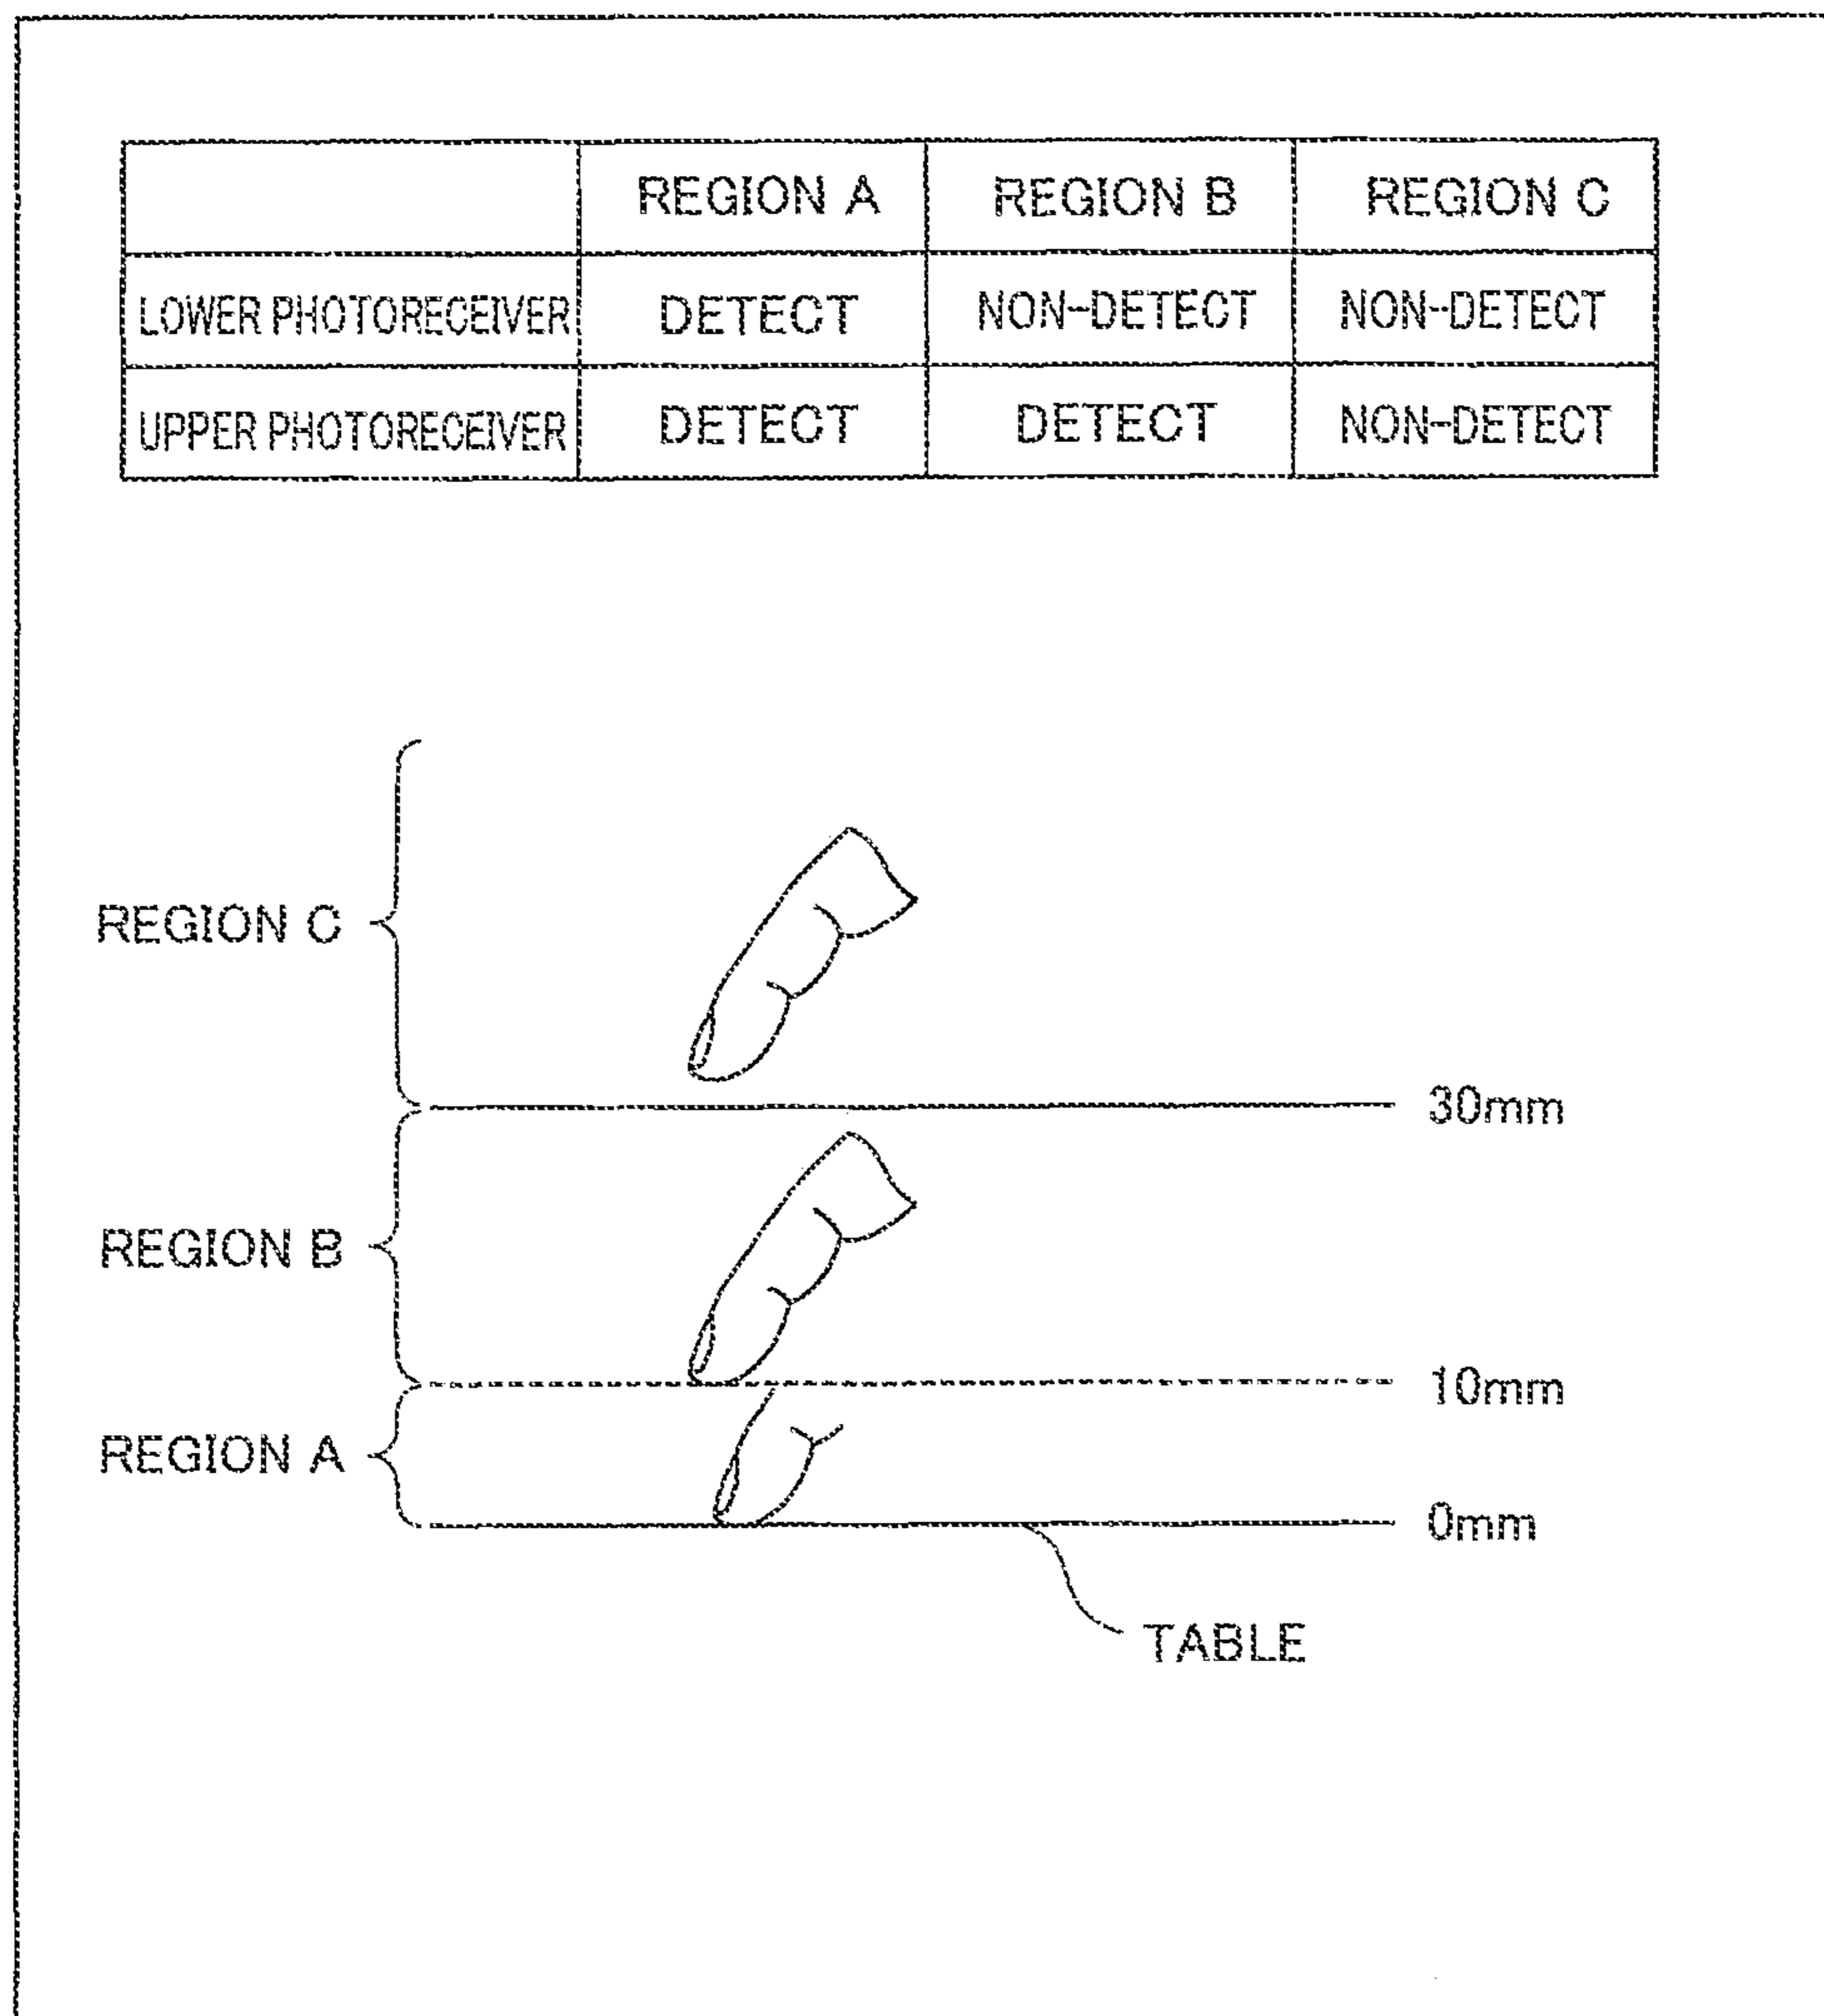 REGION A REGION B REGION C
LOWER PHOTORECEIVER DETECT NON-DETECT NON-DETECT
UPPER PHOTORECEIVER DETECT DETECT NON-DETECT
REGION C
30mm
REGION B
10mm
REGION A
0mm
TABLE